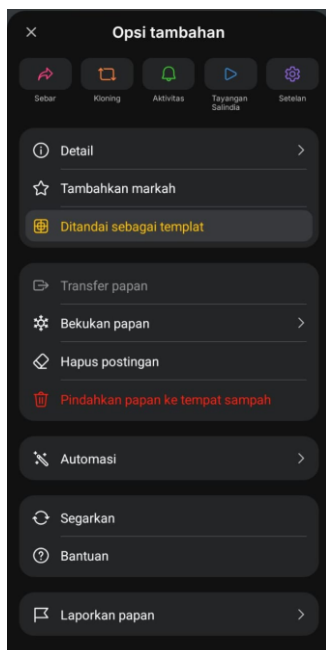 Opsi tambahan
Sebar
Kloning
Aktivitas
Tayangan
Salindia
Setelan
Detail
Tambahkan markah
Ditandai sebagai templat
Transfer papan
Bekukan papan
Hapus postingan
Pindahkan papan ke tempat sampah
Automasi
Segarkan
Bantuan
Laporkan papan